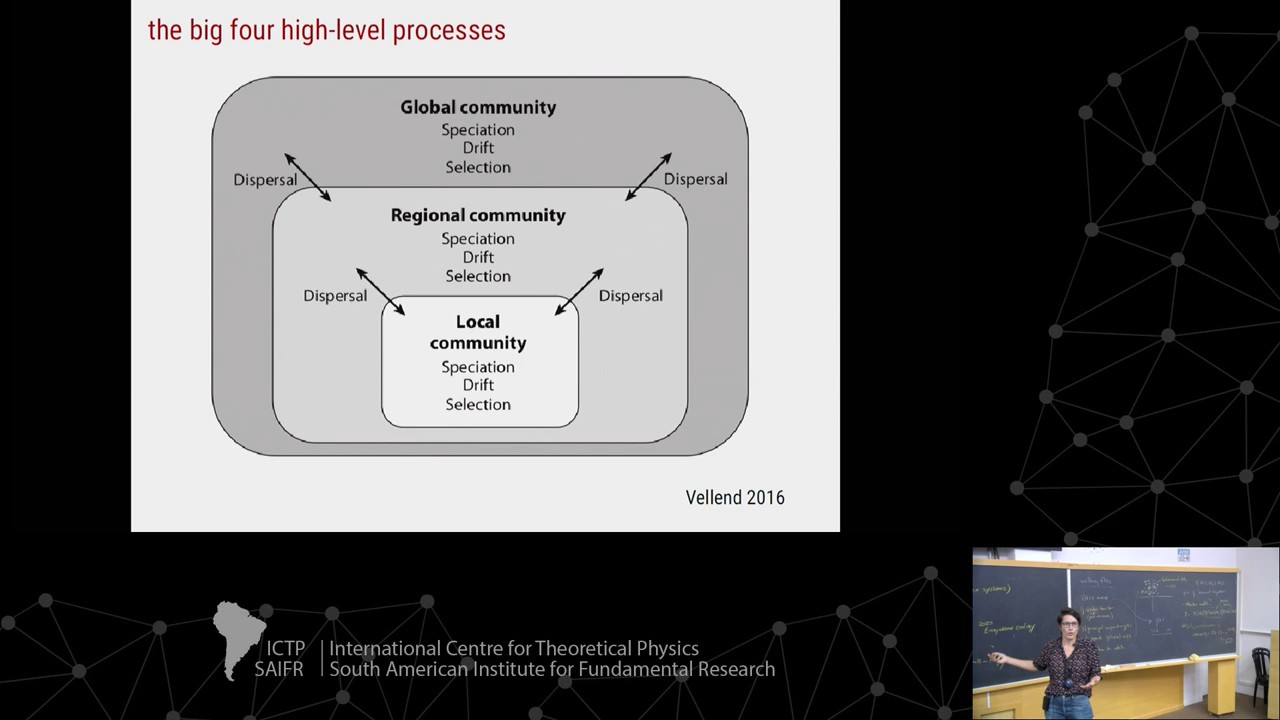 the big four high-level processes
Global community
Speciation
Drift
Selection
Dispersal
Dispersal
Regional community
Speciation
Drift
Selection
Dispersal
Dispersal
Local
community
Speciation
Drift
Selection
Vellend 2016
ICTP
SAIFR
International Centre for Theoretical Physics
South American Institute for Fundamental Research